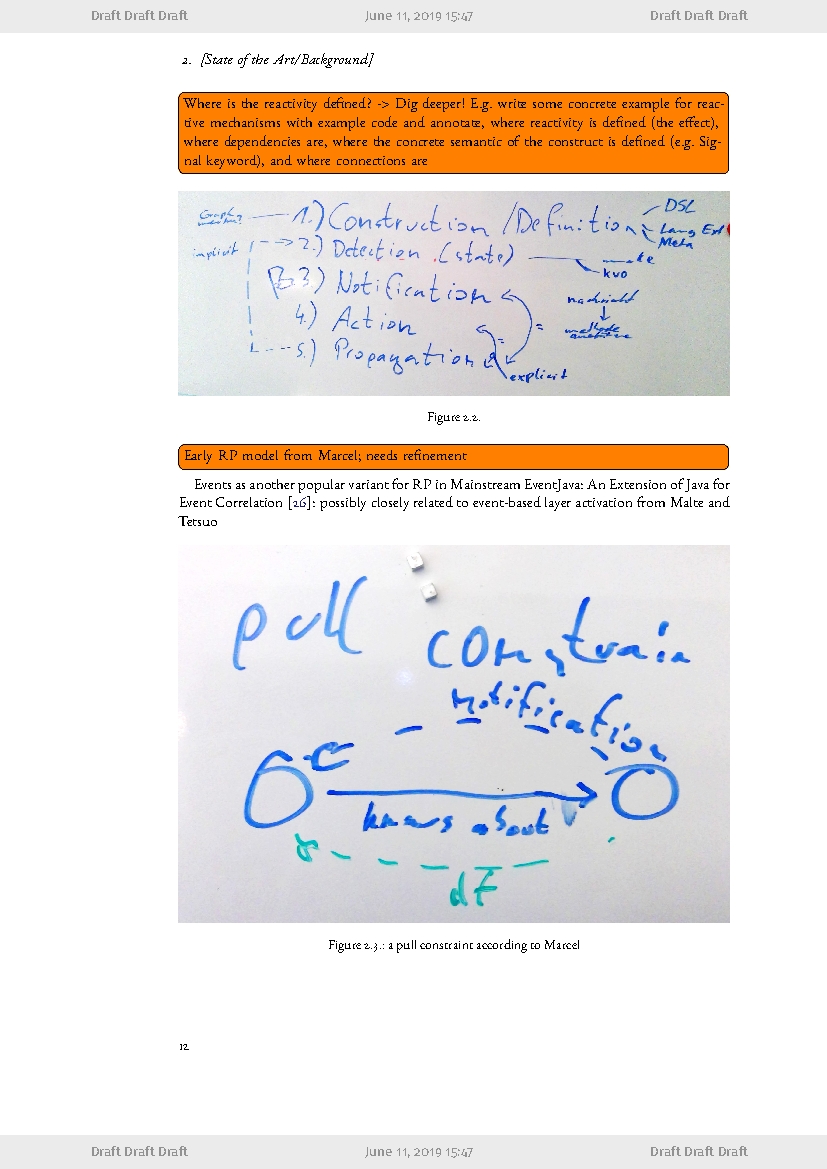 Draft Draft Draft June 11, 2019 15:47 Draft Draft Draft
2. [State of the Art/Background]
Where is the reactivity defined? -> Dig deeper! E.g. write some concrete example for reac-
tive mechanisms with example code and annotate, where reactivity is defined (the effect),
where dependencies are, where the concrete semantic of the construct is defined (e.g. Sig-
nal keyword), and where connections are
1.) Construction / Definition
DSL
Lang Ext
Meta
implicit
2.) Detection (state)
kvo
3.) Notification
nachricht
4.) Action
=
methode
5.) Propagation
=
explicit
Figure 2.2.
Early RP model from Marcel; needs refinement
Events as another popular variant for RP in Mainstream EventJava: An Extension of Java for
Event Correlation [26]: possibly closely related to event-based layer activation from Malte and
Tetsuo
pull
constrain
notification
knows about
dF
Figure 2.3.: a pull constraint according to Marcel
12
Draft Draft Draft June 11, 2019 15:47 Draft Draft Draft